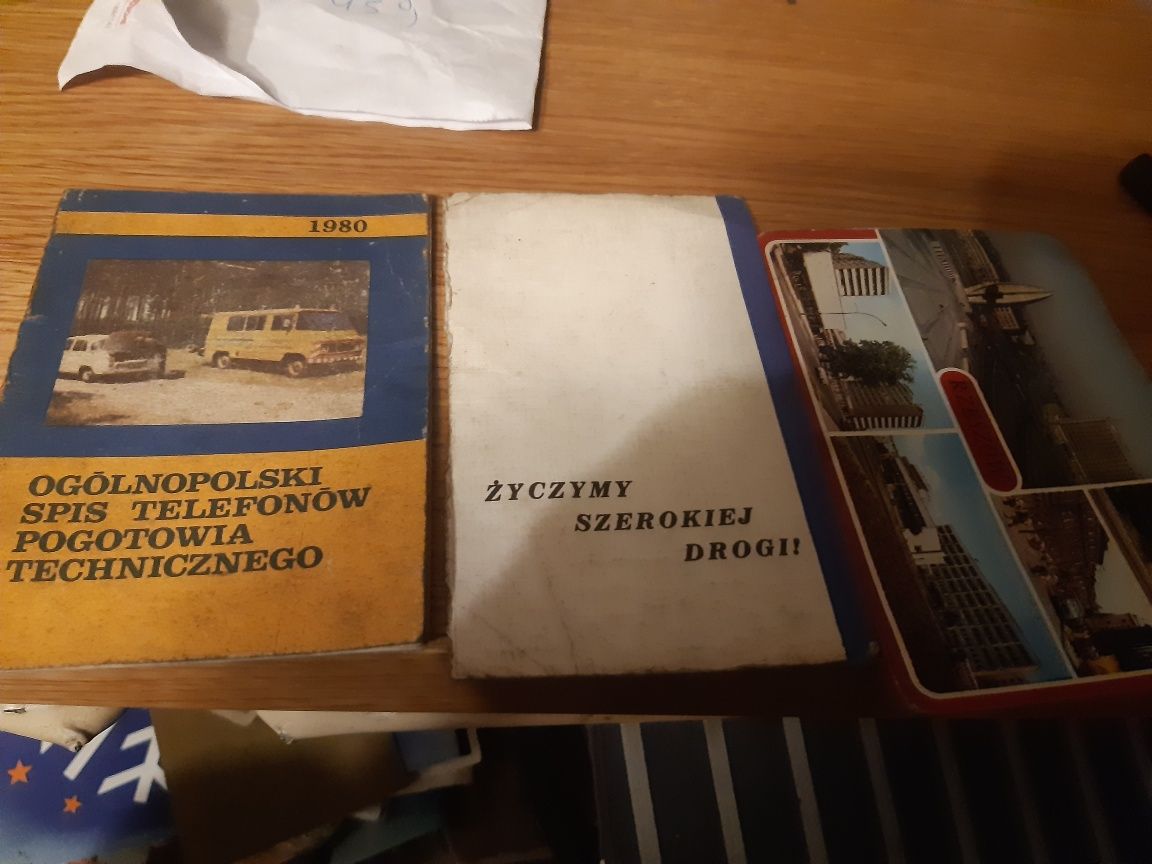 1980
OGÓLNOPOLSKI
SPIS TELEFONÓW
POGOTOWIA
TECHNICZNEGO
ŻYCZYMY
SZEROKIEJ
DROGI!